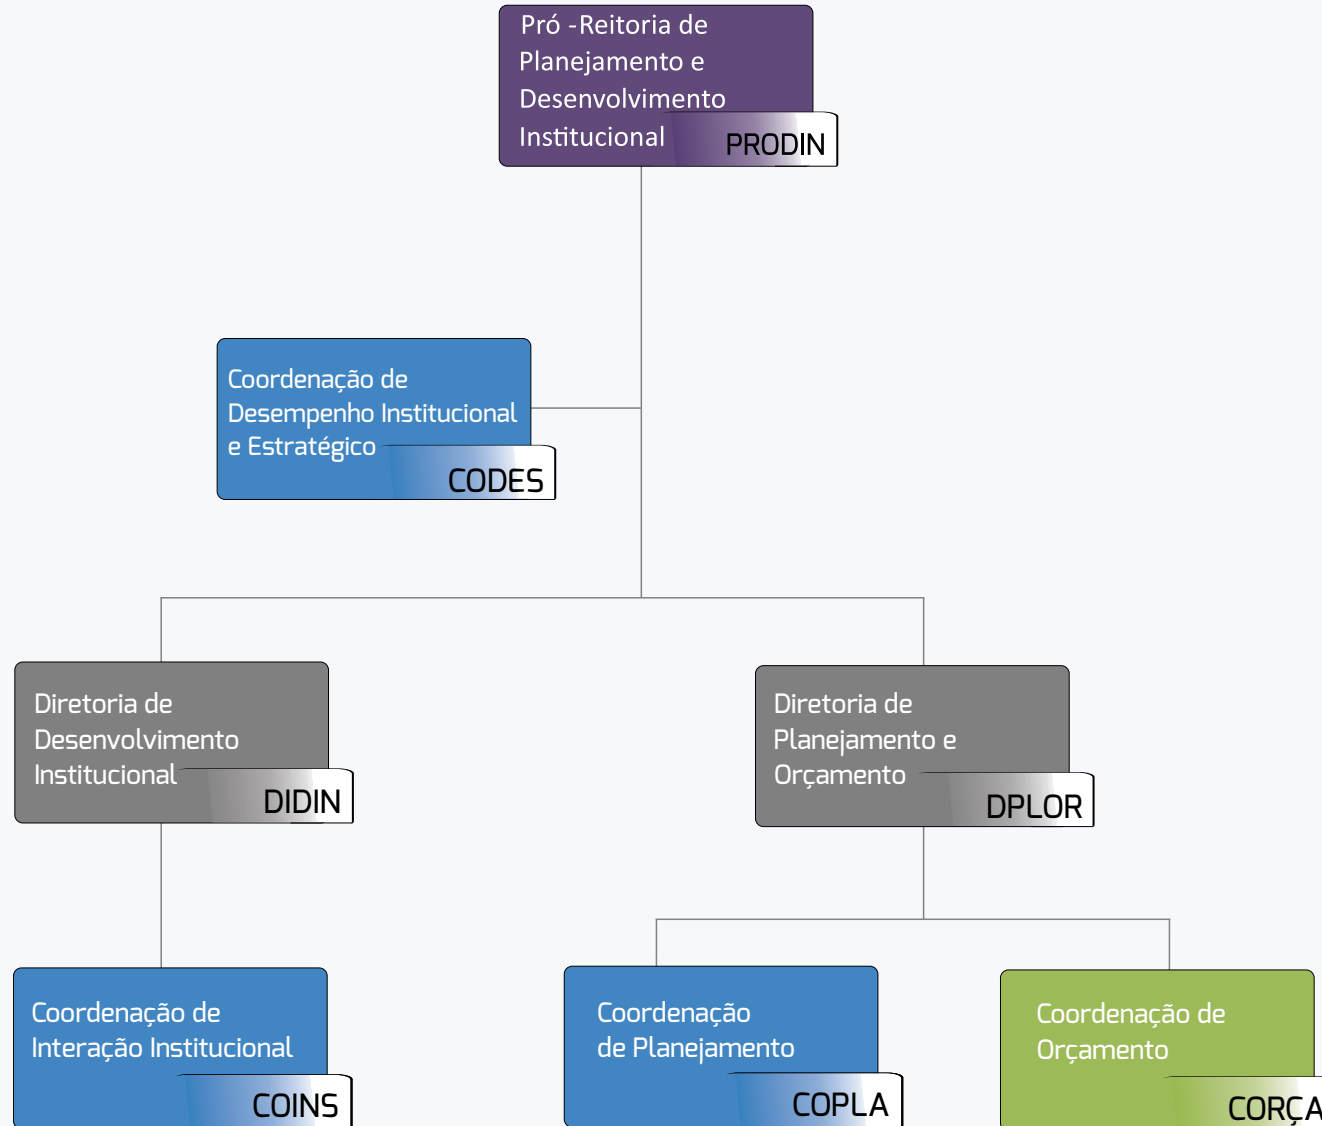 Pró -Reitoria de
Planejamento e
Desenvolvimento
Institucional
PRODIN
Coordenação de
Desempenho Institucional
e Estratégico
CODES
Diretoria de
Desenvolvimento
Institucional
DIDIN
Diretoria de
Planejamento e
Orçamento
DPLOR
Coordenação de
Interação Institucional
COINS
Coordenação
de Planejamento
COPLA
Coordenação de
Orçamento
CORÇA